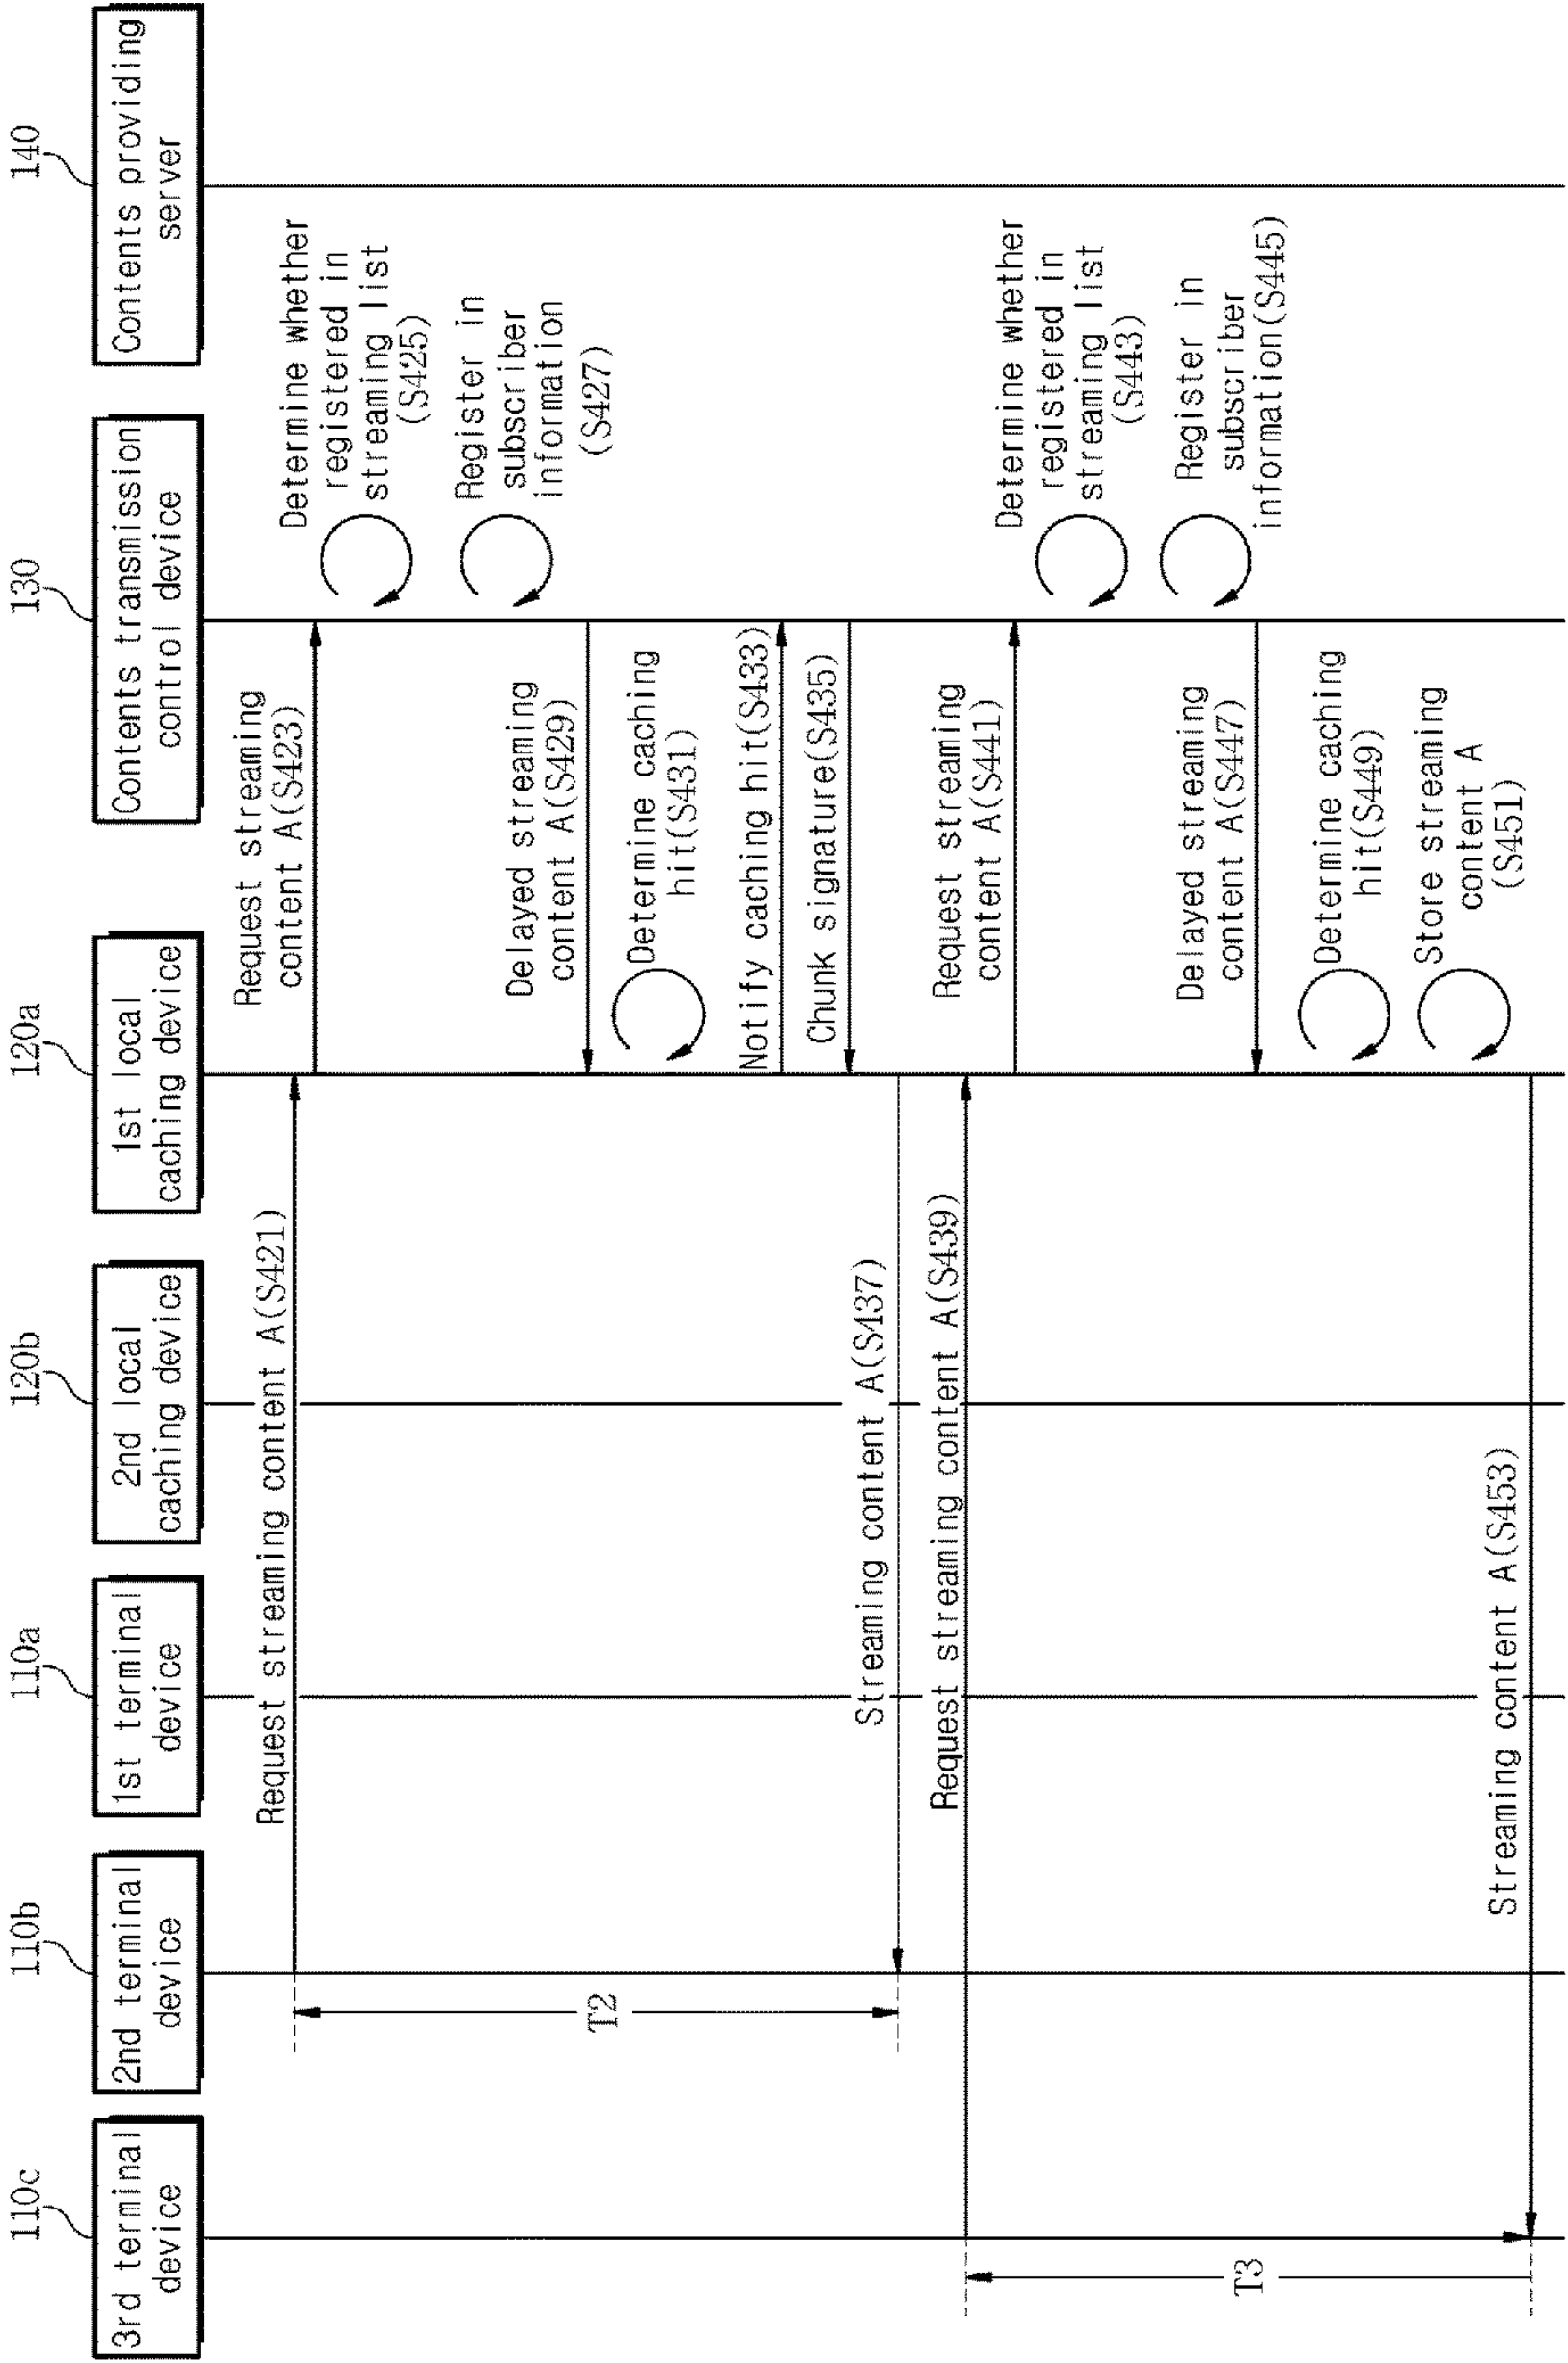 110c
110b
110a
120b
120a
130
140
3rd terminal
device
2nd terminal
device
1st terminal
device
2nd local
caching device
1st local
caching device
Contents transmission
control device
Contents providing
server
Request streaming content A(S421)
Request streaming
content A(S423)
Determine whether
registered in
streaming list
(S425)
Register in
subscriber
information
(S427)
Delayed streaming
content A(S429)
Determine caching
hit(S431)
Notify caching hit(S433)
Chunk signature(S435)
Streaming content A(S437)
T2
Request streaming content A(S439)
Request streaming
content A(S441)
Determine whether
registered in
streaming list
(S443)
Register in
subscriber
information(S445)
Delayed streaming
content A(S447)
Determine caching
hit(S449)
Store streaming
content A
(S451)
Streaming content A(S453)
T3